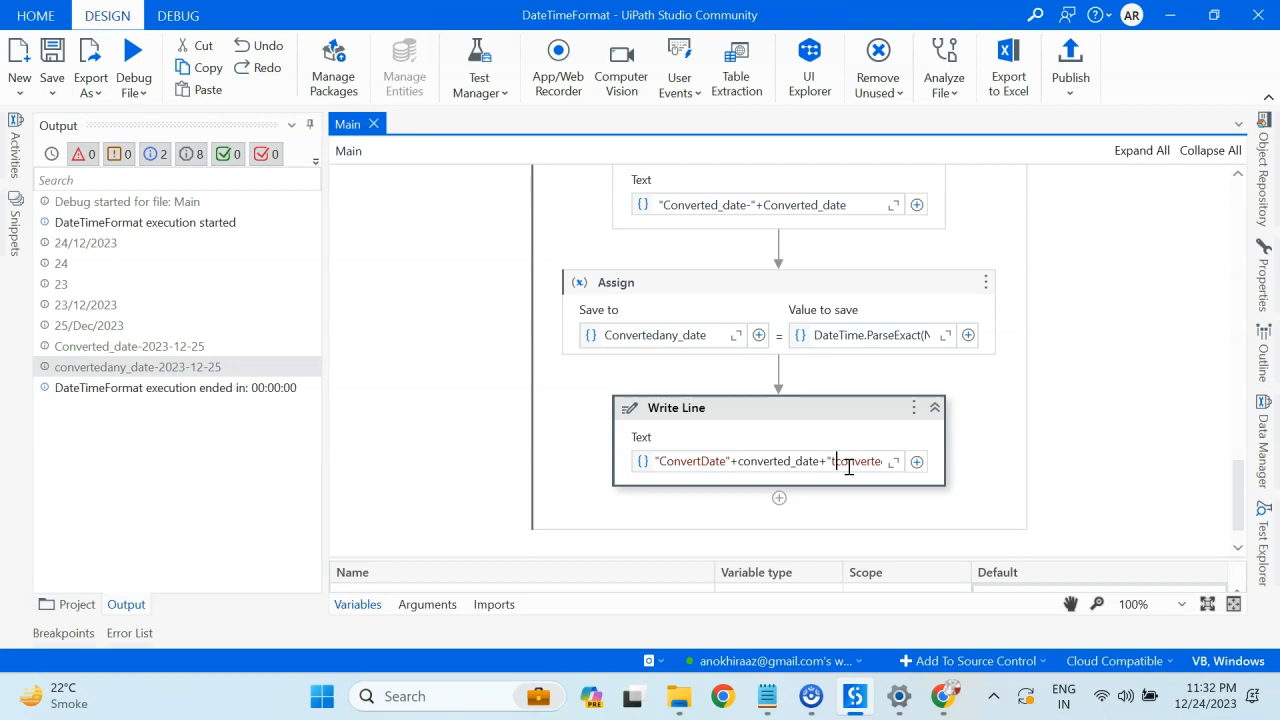 HOME
DESIGN
DEBUG
DateTimeFormat - UiPath Studio Community
AR
New
Save
Export As
Debug File
Cut
Copy
Paste
Undo
Redo
Manage Packages
Manage Entities
Test Manager
App/Web Recorder
Computer Vision
User Events
Table Extraction
UI Explorer
Remove Unused
Analyze File
Export to Excel
Publish
Activities
Snippets
Output
0
0
2
8
0
0
Search
Debug started for file: Main
DateTimeFormat execution started
24/12/2023
24
23
23/12/2023
25/Dec/2023
Converted_date-2023-12-25
convertedany_date-2023-12-25
DateTimeFormat execution ended in: 00:00:00
Project
Output
Breakpoints
Error List
Main
Main
Expand All
Collapse All
Text
"Converted_date-"+Converted_date
Assign
Save to
Value to save
Convertedany_date
=
DateTime.ParseExact(N
Write Line
Text
"ConvertDate"+converted_date+"tconverte
Name
Variable type
Scope
Default
Variables
Arguments
Imports
100%
Object Repository
Properties
Outline
Data Manager
Test Explorer
anokhiraaz@gmail.com's w...
Add To Source Control
Cloud Compatible
VB, Windows
22°C
Smoke
Search
PRE
ENG
IN
11:32 PM
12/24/2023